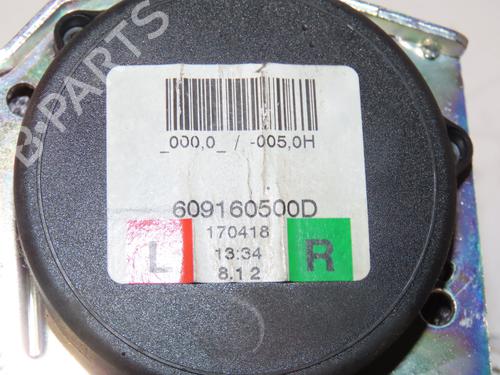 B-PARTS
_000,0_ / -005,0H
609160500D
170418
L 13:34 R
8.1 2